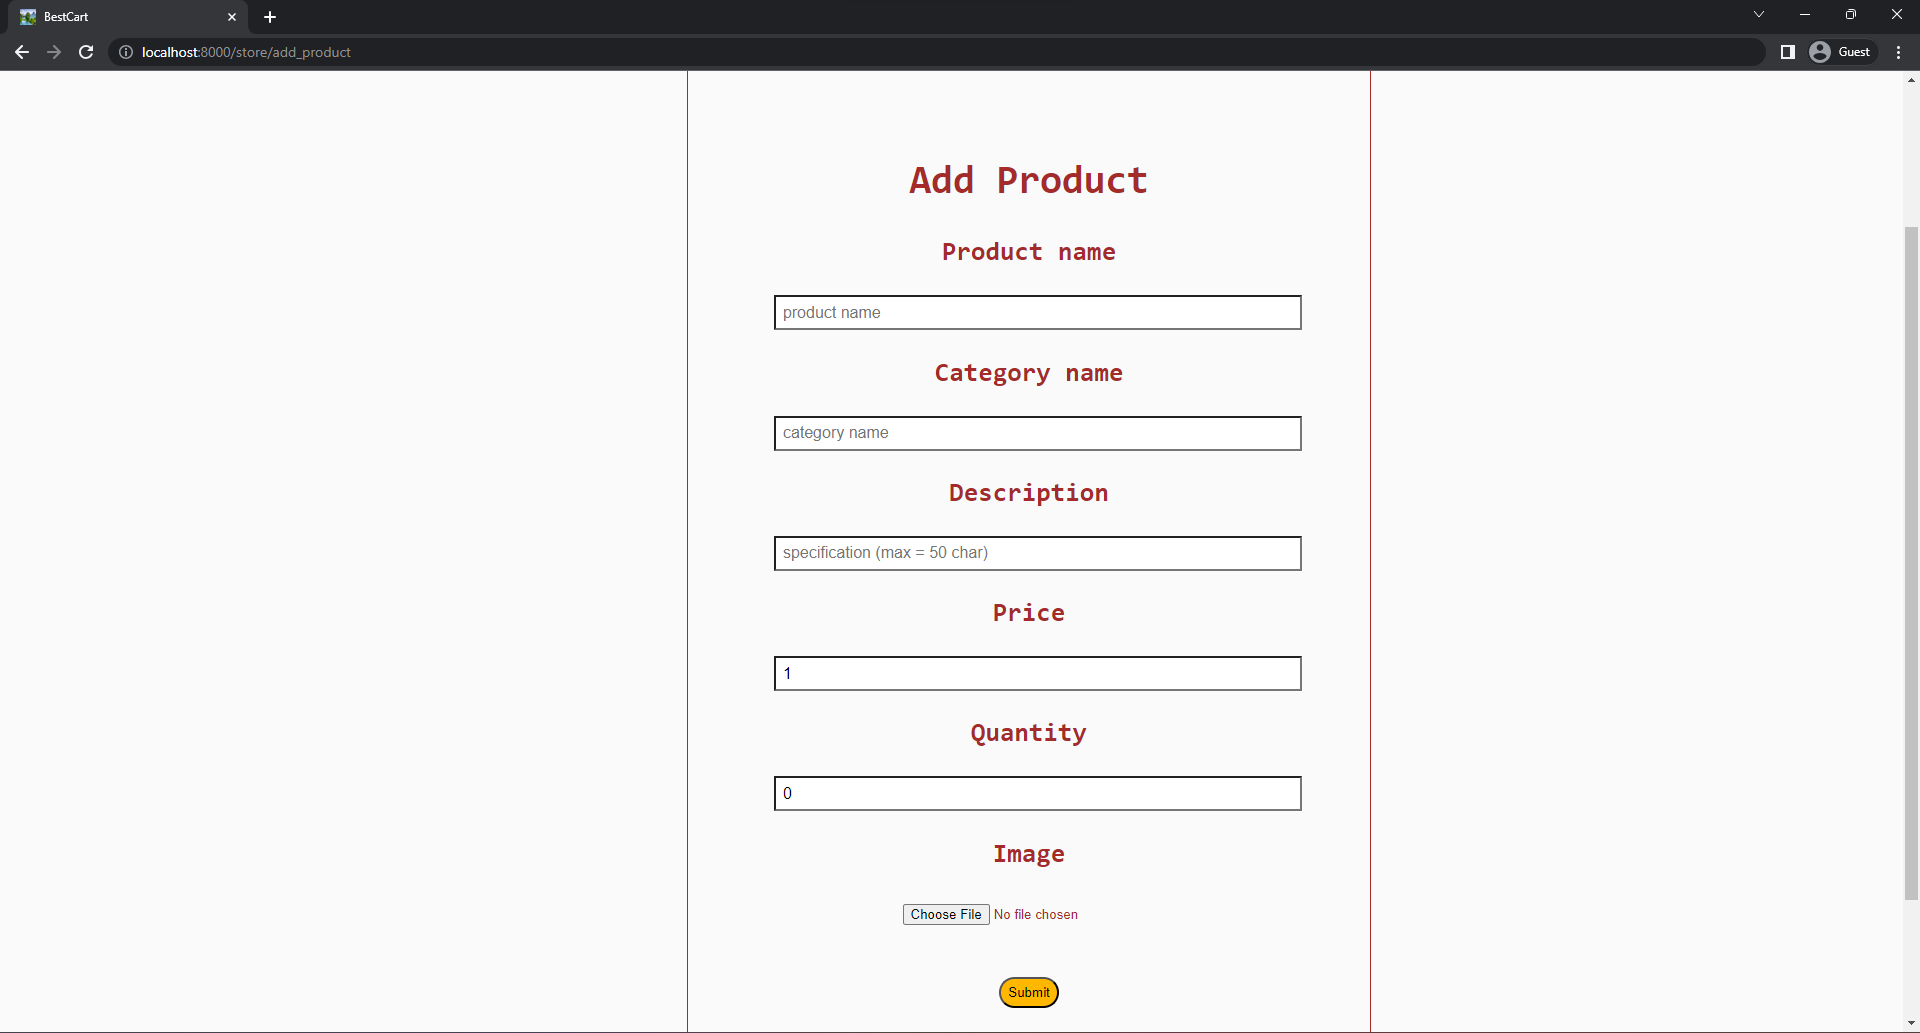 BestCart
localhost:8000/store/add_product
Guest
Add Product
Product name
product name
Category name
category name
Description
specification (max = 50 char)
Price
1
Quantity
0
Image
Choose File No file chosen
Submit